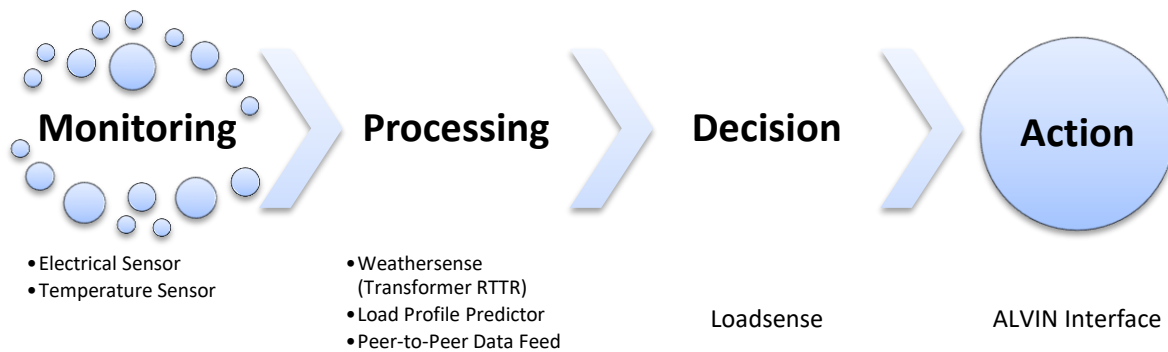 Monitoring
Processing
Decision
Action
•Electrical Sensor
•Temperature Sensor
•Weathersense
(Transformer RTTR)
•Load Profile Predictor
•Peer-to-Peer Data Feed
Loadsense
ALVIN Interface